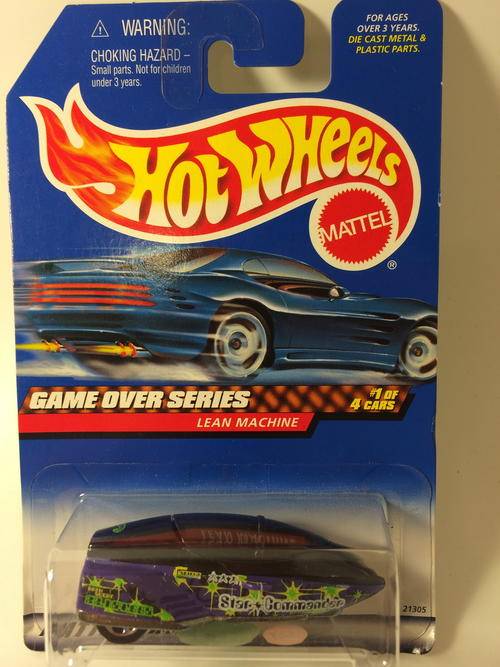 WARNING:
CHOKING HAZARD –
Small parts. Not for children
under 3 years.
FOR AGES
OVER 3 YEARS.
DIE CAST METAL &
PLASTIC PARTS.
Hot Wheels
MATTEL
®
GAME OVER SERIES
#1 OF
4 CARS
LEAN MACHINE
Star Commander
21305